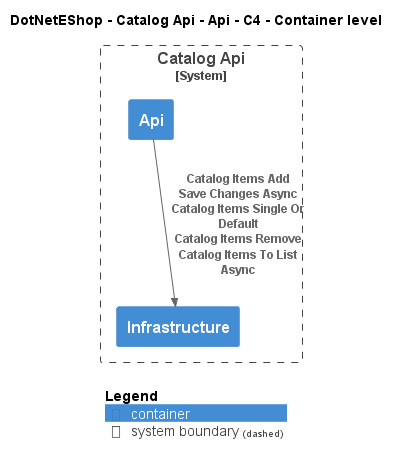 DotNetEShop - Catalog Api - Api - C4 - Container level
Catalog Api
[System]
Api
Catalog Items Add
Save Changes Async
Catalog Items Single Or
Default
Catalog Items Remove
Catalog Items To List
Async
Infrastructure
Legend
container
system boundary (dashed)